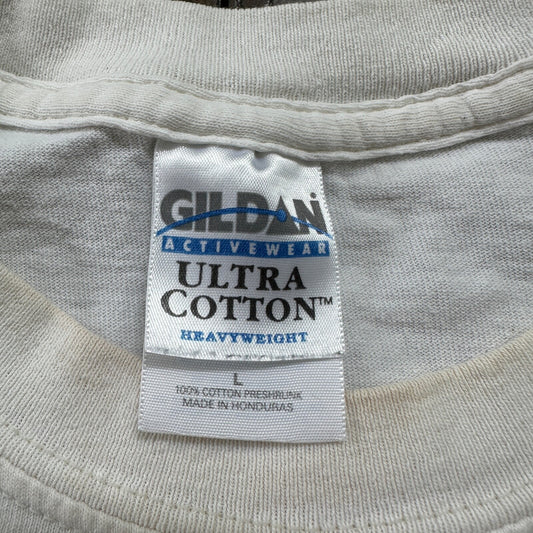 GILDAN
ACTIVEWEAR
ULTRA
COTTON™
HEAVYWEIGHT
L
100% COTTON PRESHRUNK
MADE IN HONDURAS